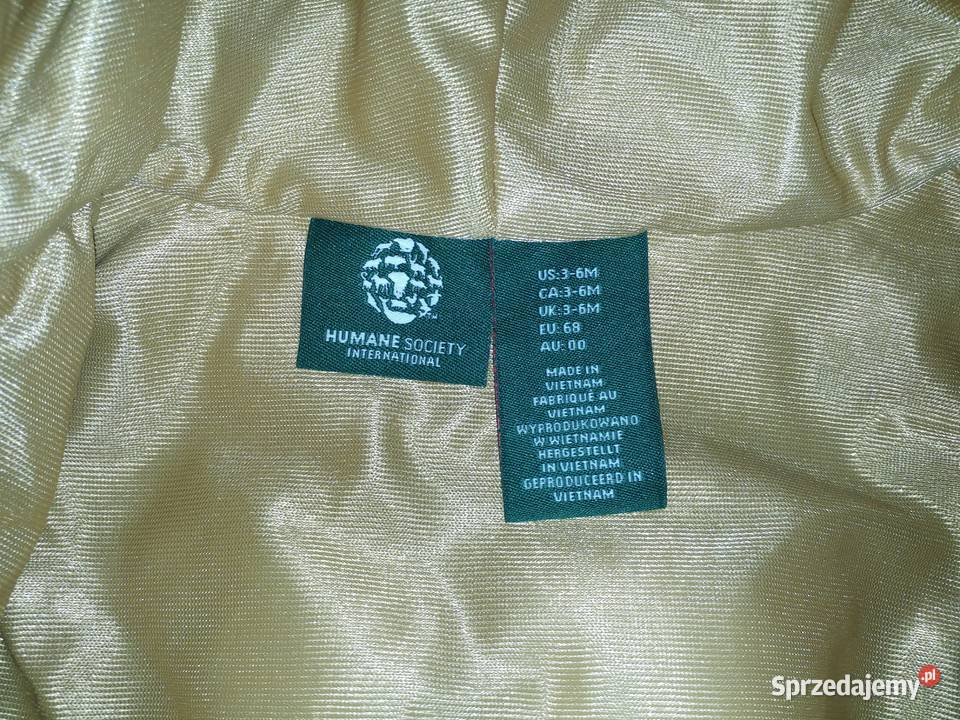 HUMANE SOCIETY
INTERNATIONAL
US:3-6M
CA:3-6M
UK:3-6M
EU: 68
AU: 00
MADE IN
VIETNAM
FABRIQUÉ AU
VIETNAM
WYPRODUKOWANO
W WIETNAMIE
HERGESTELLT
IN VIETNAM
GEPRODUCEERD IN
VIETNAM
Sprzedajemy.pl